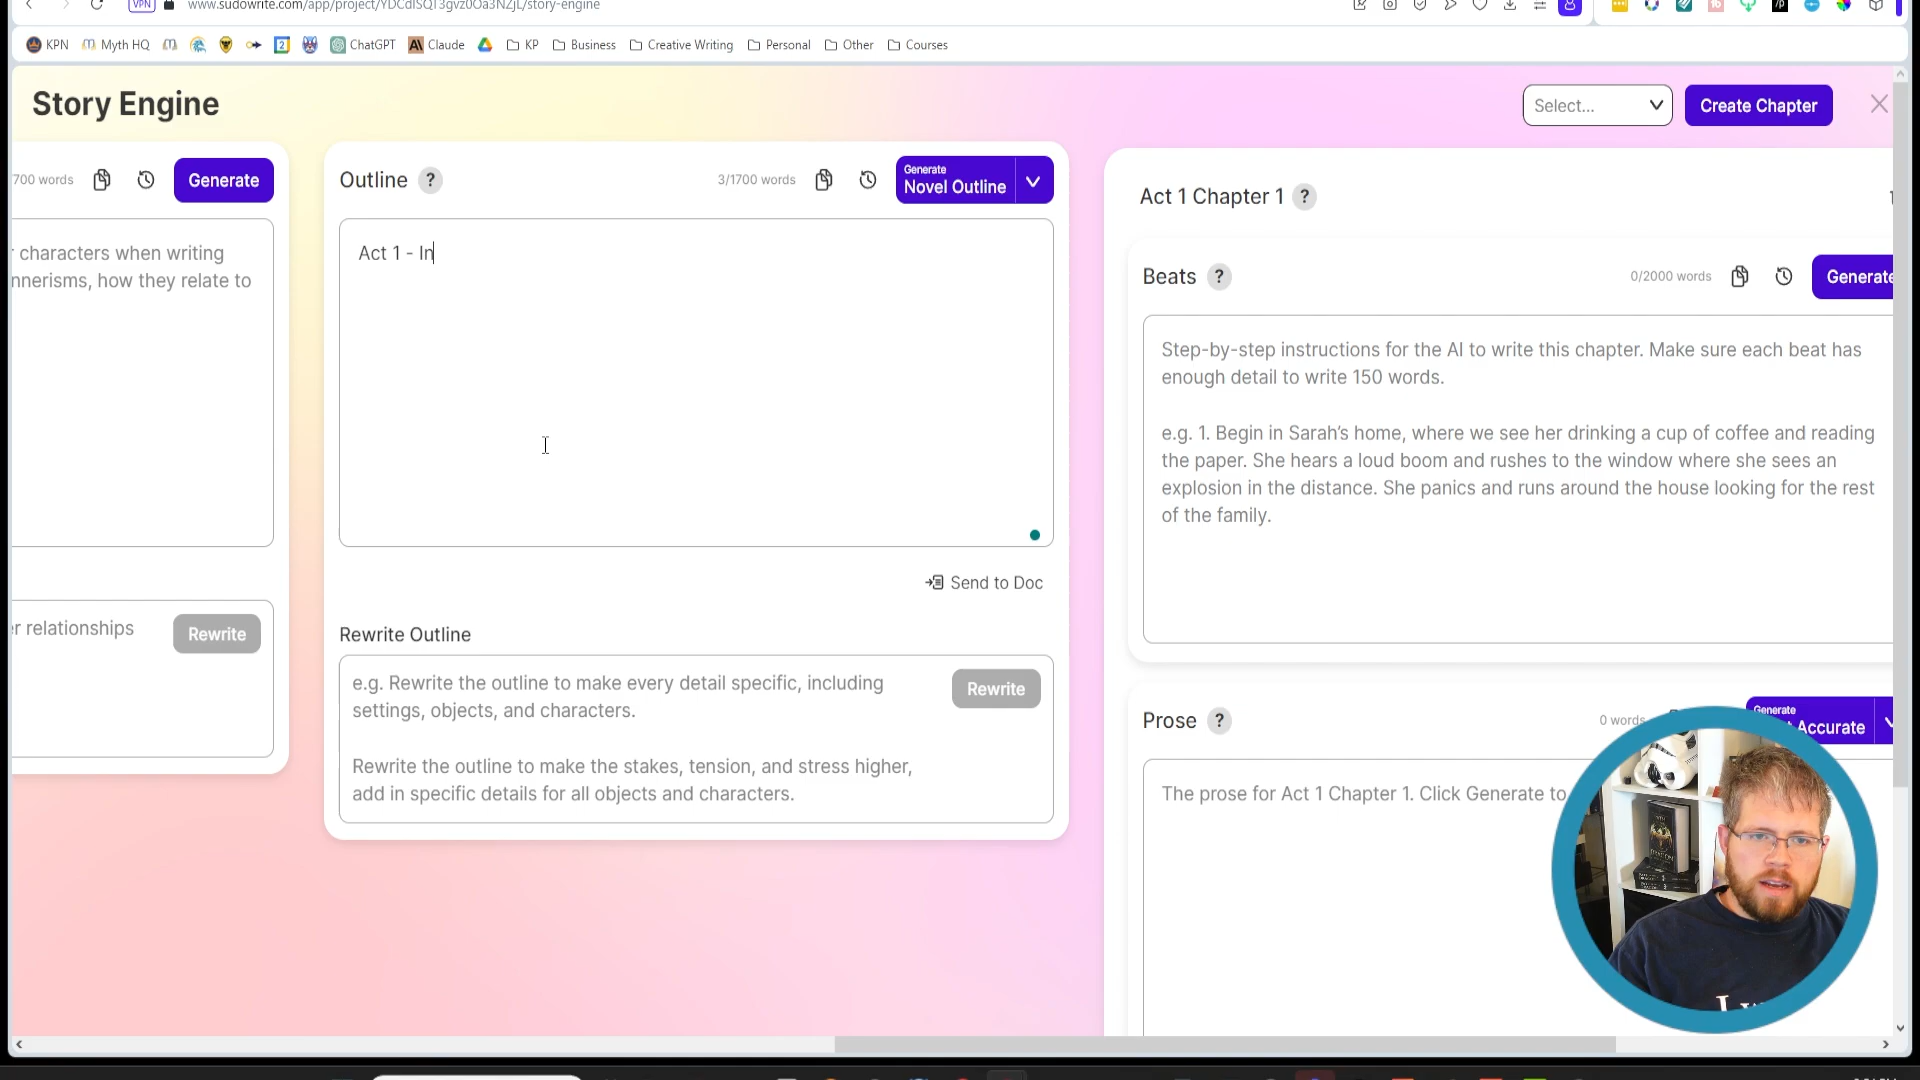 VPN
www.sudowrite.com/app/project/YDCdISQT3gvz0Oa3NZjL/story-engine
KPN
Myth HQ
2
ChatGPT
Claude
KP
Business
Creative Writing
Personal
Other
Courses
Story Engine
Select...
Create Chapter
700 words
Generate
characters when writing
nnerisms, how they relate to
r relationships
Rewrite
Outline ?
3/1700 words
Generate
Novel Outline
Act 1 - In
Send to Doc
Rewrite Outline
e.g. Rewrite the outline to make every detail specific, including
settings, objects, and characters.
Rewrite the outline to make the stakes, tension, and stress higher,
add in specific details for all objects and characters.
Rewrite
Act 1 Chapter 1 ?
Beats ?
0/2000 words
Generate
Step-by-step instructions for the AI to write this chapter. Make sure each beat has
enough detail to write 150 words.
e.g. 1. Begin in Sarah's home, where we see her drinking a cup of coffee and reading
the paper. She hears a loud boom and rushes to the window where she sees an
explosion in the distance. She panics and runs around the house looking for the rest
of the family.
Prose ?
0 words
Generate
Accurate
The prose for Act 1 Chapter 1. Click Generate to